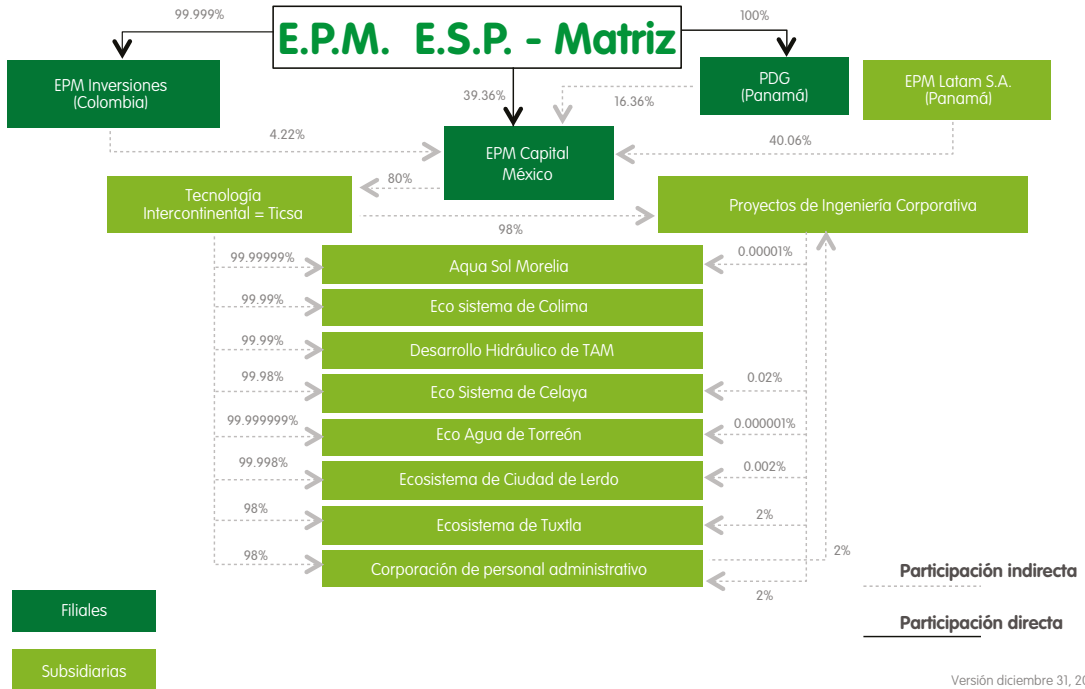 99.999%
E.P.M. E.S.P. - Matriz
100%
EPM Inversiones
(Colombia)
39.36%
16.36%
PDG
(Panamá)
EPM Latam S.A.
(Panamá)
4.22%
EPM Capital
México
40.06%
80%
Tecnología
Intercontinental = Ticsa
98%
Proyectos de Ingeniería Corporativa
99.99999%
Aqua Sol Morelia
0.00001%
99.99%
Eco sistema de Colima
99.99%
Desarrollo Hidráulico de TAM
99.98%
Eco Sistema de Celaya
0.02%
99.999999%
Eco Agua de Torreón
0.000001%
99.998%
Ecosistema de Ciudad de Lerdo
0.002%
98%
Ecosistema de Tuxtla
2%
98%
Corporación de personal administrativo
2%
2%
Participación indirecta
Filiales
Participación directa
Subsidiarias
Versión diciembre 31,